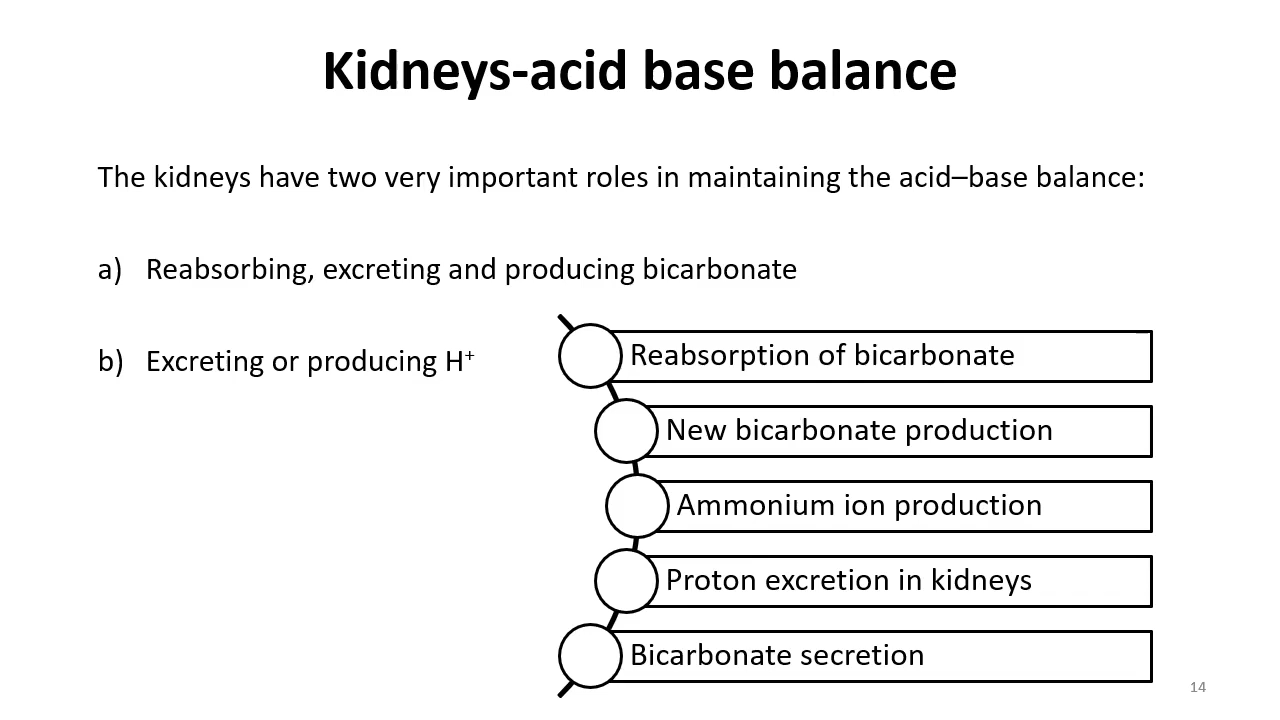 Kidneys-acid base balance
The kidneys have two very important roles in maintaining the acid–base balance:
a) Reabsorbing, excreting and producing bicarbonate
b) Excreting or producing H⁺
Reabsorption of bicarbonate
New bicarbonate production
Ammonium ion production
Proton excretion in kidneys
Bicarbonate secretion
14